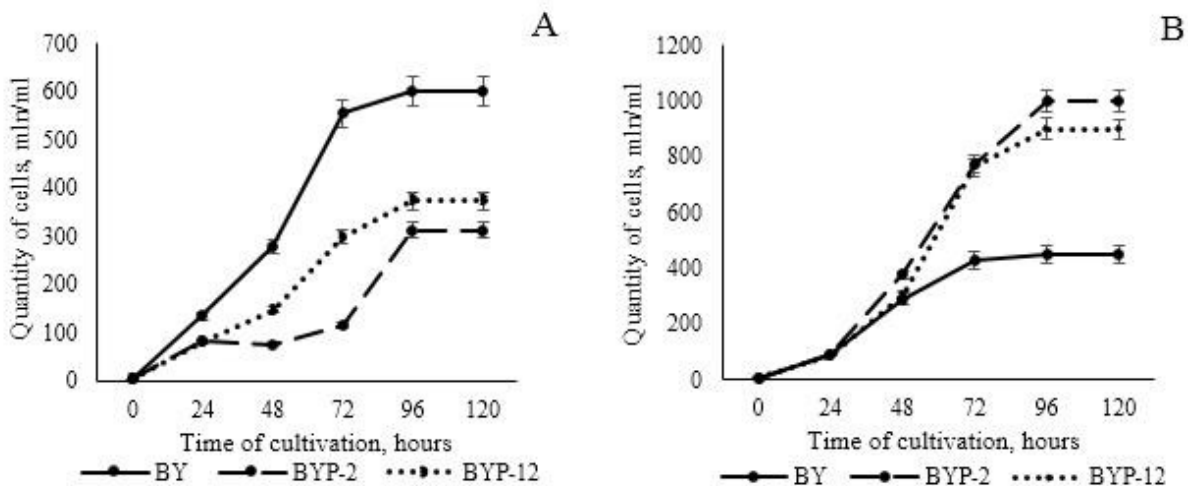 A
700
600
500
400
300
200
100
0
Quantity of cells, mln/ml
0 24 48 72 96 120
Time of cultivation, hours
BY BYP-2 BYP-12
B
1200
1000
800
600
400
200
0
Quantity of cells, mln/ml
0 24 48 72 96 120
Time of cultivation, hours
BY BYP-2 BYP-12